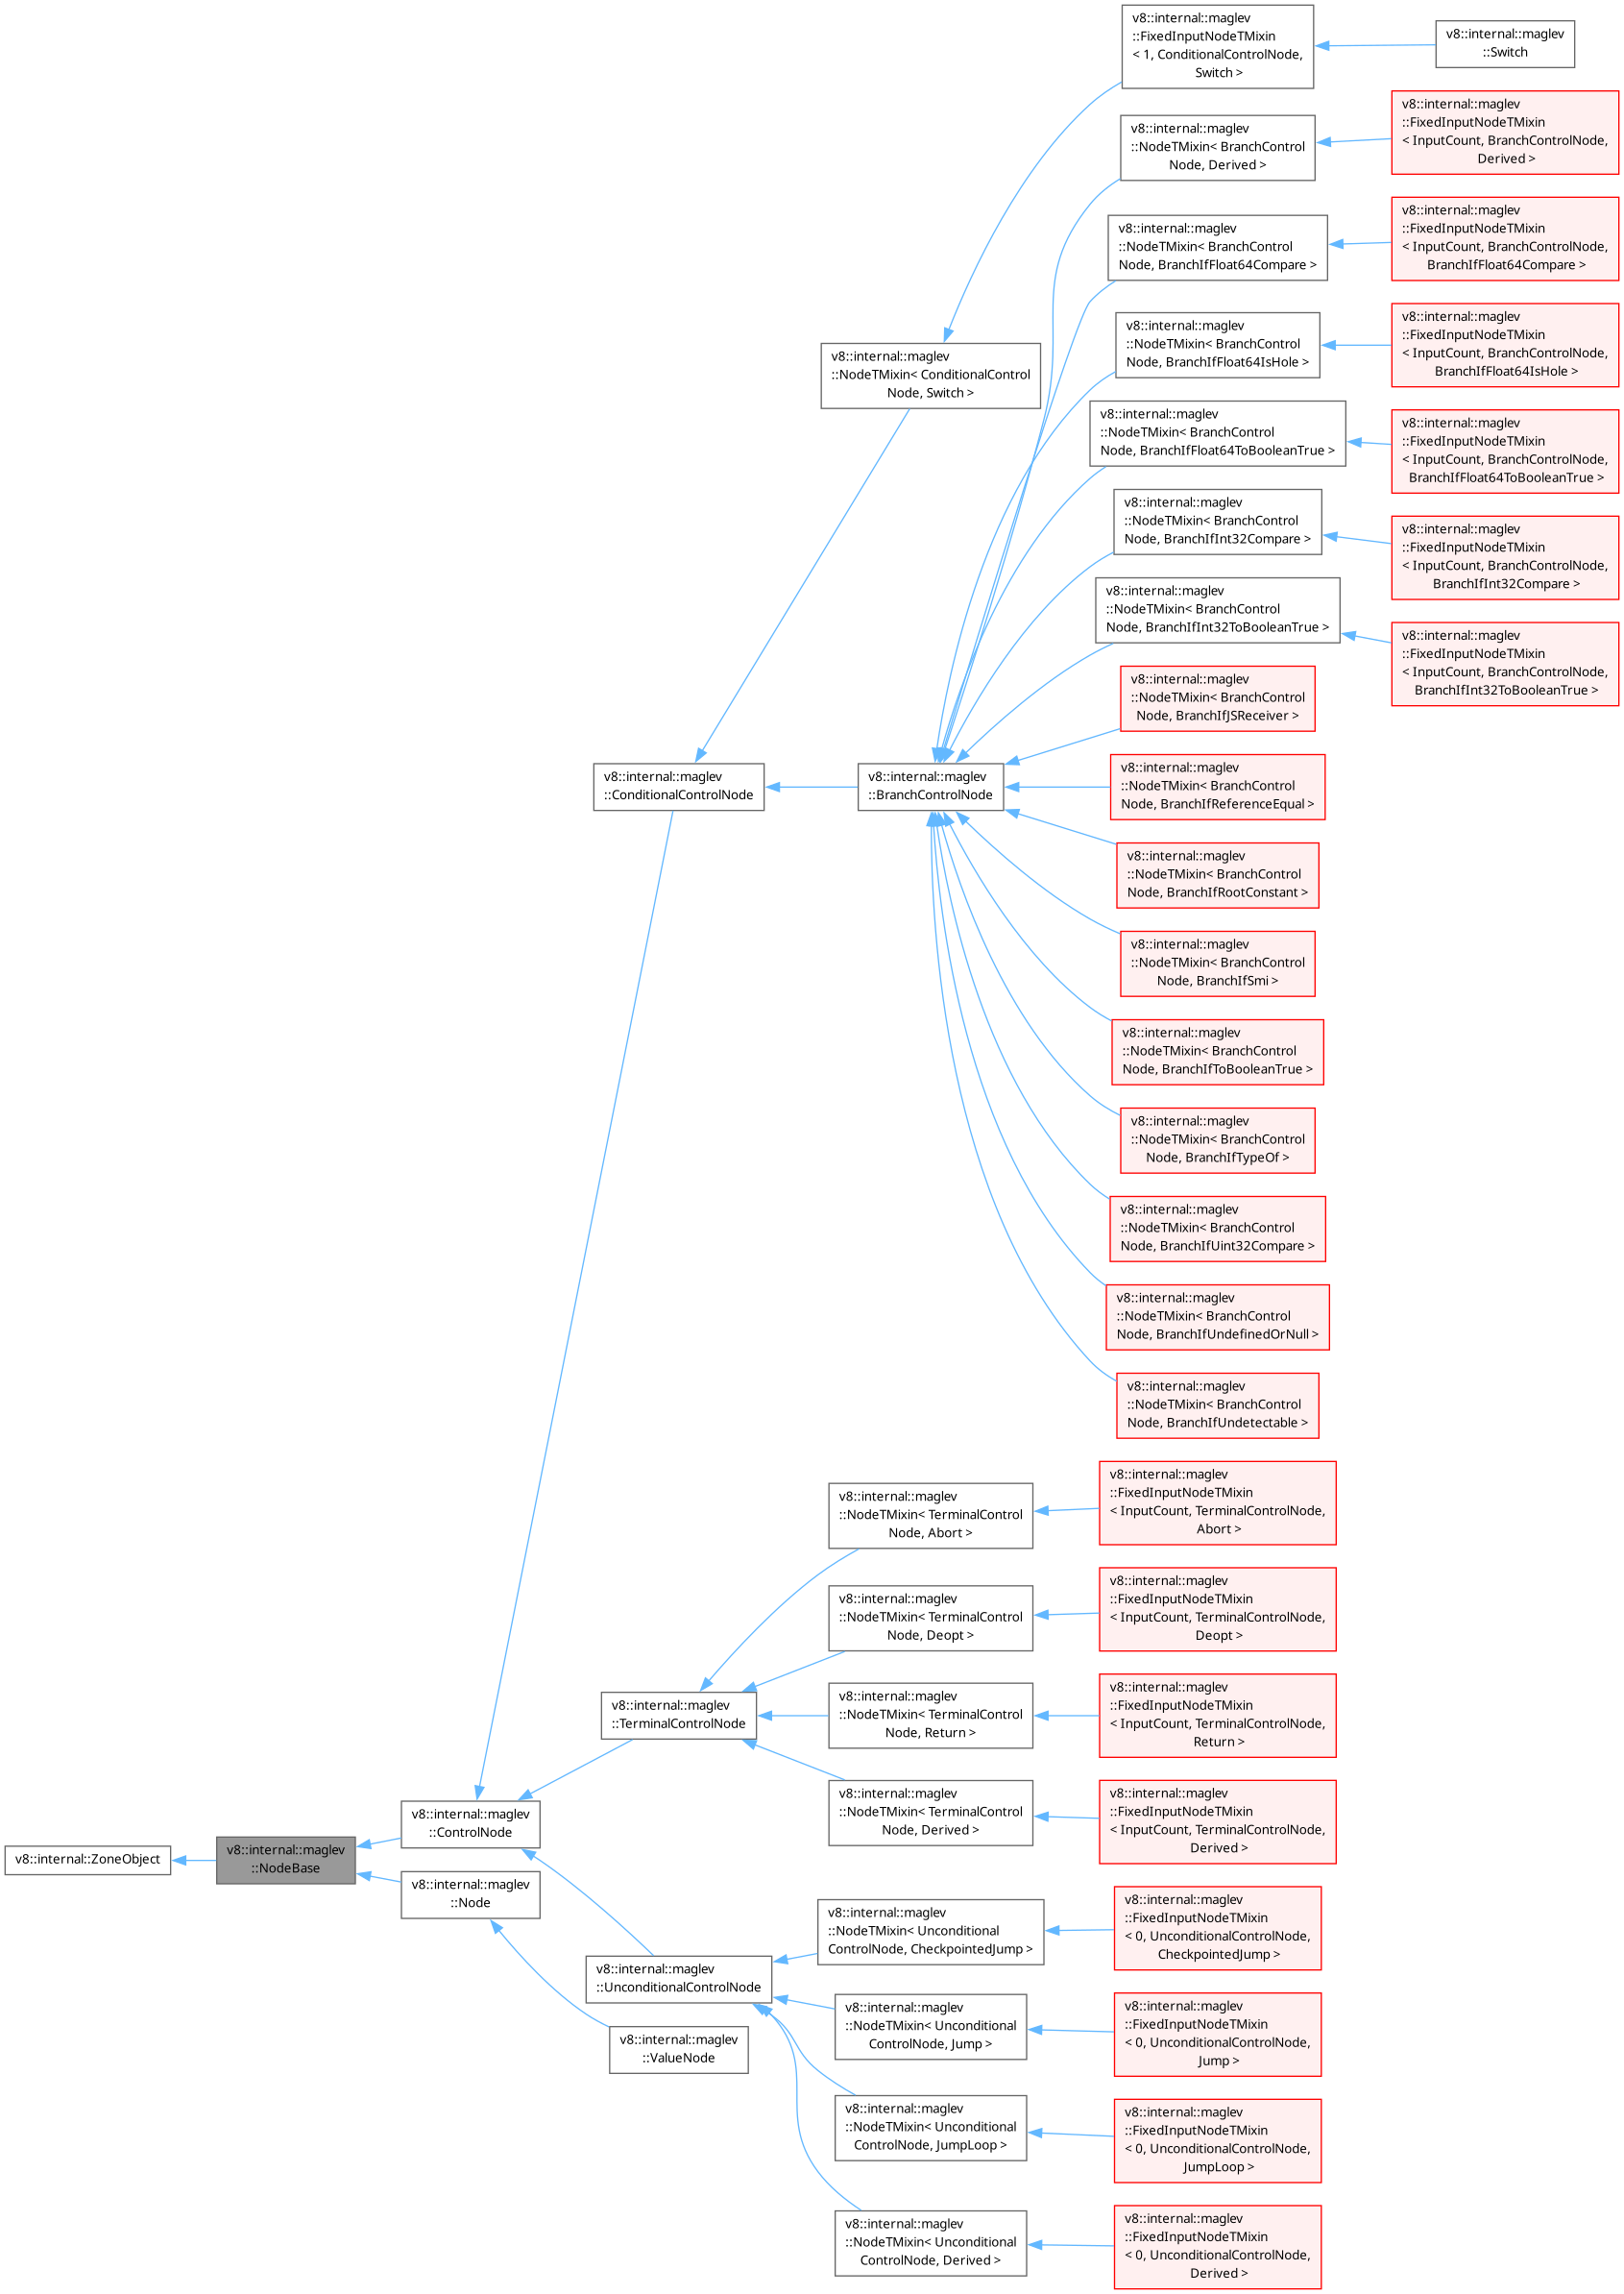 v8::internal::maglev
::FixedInputNodeTMixin
< 1, ConditionalControlNode,
Switch >
v8::internal::maglev
::Switch
v8::internal::maglev
::NodeTMixin< BranchControl
Node, Derived >
v8::internal::maglev
::FixedInputNodeTMixin
< InputCount, BranchControlNode,
Derived >
v8::internal::maglev
::NodeTMixin< BranchControl
Node, BranchIfFloat64Compare >
v8::internal::maglev
::FixedInputNodeTMixin
< InputCount, BranchControlNode,
BranchIfFloat64Compare >
v8::internal::maglev
::NodeTMixin< BranchControl
Node, BranchIfFloat64IsHole >
v8::internal::maglev
::FixedInputNodeTMixin
< InputCount, BranchControlNode,
BranchIfFloat64IsHole >
v8::internal::maglev
::NodeTMixin< ConditionalControl
Node, Switch >
v8::internal::maglev
::NodeTMixin< BranchControl
Node, BranchIfFloat64ToBooleanTrue >
v8::internal::maglev
::FixedInputNodeTMixin
< InputCount, BranchControlNode,
BranchIfFloat64ToBooleanTrue >
v8::internal::maglev
::NodeTMixin< BranchControl
Node, BranchIfInt32Compare >
v8::internal::maglev
::FixedInputNodeTMixin
< InputCount, BranchControlNode,
BranchIfInt32Compare >
v8::internal::maglev
::NodeTMixin< BranchControl
Node, BranchIfInt32ToBooleanTrue >
v8::internal::maglev
::FixedInputNodeTMixin
< InputCount, BranchControlNode,
BranchIfInt32ToBooleanTrue >
v8::internal::maglev
::NodeTMixin< BranchControl
Node, BranchIfJSReceiver >
v8::internal::maglev
::ConditionalControlNode
v8::internal::maglev
::BranchControlNode
v8::internal::maglev
::NodeTMixin< BranchControl
Node, BranchIfReferenceEqual >
v8::internal::maglev
::NodeTMixin< BranchControl
Node, BranchIfRootConstant >
v8::internal::maglev
::NodeTMixin< BranchControl
Node, BranchIfSmi >
v8::internal::maglev
::NodeTMixin< BranchControl
Node, BranchIfToBooleanTrue >
v8::internal::maglev
::NodeTMixin< BranchControl
Node, BranchIfTypeOf >
v8::internal::maglev
::NodeTMixin< BranchControl
Node, BranchIfUint32Compare >
v8::internal::maglev
::NodeTMixin< BranchControl
Node, BranchIfUndefinedOrNull >
v8::internal::maglev
::NodeTMixin< BranchControl
Node, BranchIfUndetectable >
v8::internal::maglev
::NodeTMixin< TerminalControl
Node, Abort >
v8::internal::maglev
::FixedInputNodeTMixin
< InputCount, TerminalControlNode,
Abort >
v8::internal::maglev
::NodeTMixin< TerminalControl
Node, Deopt >
v8::internal::maglev
::FixedInputNodeTMixin
< InputCount, TerminalControlNode,
Deopt >
v8::internal::maglev
::TerminalControlNode
v8::internal::maglev
::NodeTMixin< TerminalControl
Node, Return >
v8::internal::maglev
::FixedInputNodeTMixin
< InputCount, TerminalControlNode,
Return >
v8::internal::maglev
::NodeTMixin< TerminalControl
Node, Derived >
v8::internal::maglev
::FixedInputNodeTMixin
< InputCount, TerminalControlNode,
Derived >
v8::internal::ZoneObject
v8::internal::maglev
::NodeBase
v8::internal::maglev
::ControlNode
v8::internal::maglev
::Node
v8::internal::maglev
::UnconditionalControlNode
v8::internal::maglev
::ValueNode
v8::internal::maglev
::NodeTMixin< Unconditional
ControlNode, CheckpointedJump >
v8::internal::maglev
::FixedInputNodeTMixin
< 0, UnconditionalControlNode,
CheckpointedJump >
v8::internal::maglev
::NodeTMixin< Unconditional
ControlNode, Jump >
v8::internal::maglev
::FixedInputNodeTMixin
< 0, UnconditionalControlNode,
Jump >
v8::internal::maglev
::NodeTMixin< Unconditional
ControlNode, JumpLoop >
v8::internal::maglev
::FixedInputNodeTMixin
< 0, UnconditionalControlNode,
JumpLoop >
v8::internal::maglev
::NodeTMixin< Unconditional
ControlNode, Derived >
v8::internal::maglev
::FixedInputNodeTMixin
< 0, UnconditionalControlNode,
Derived >